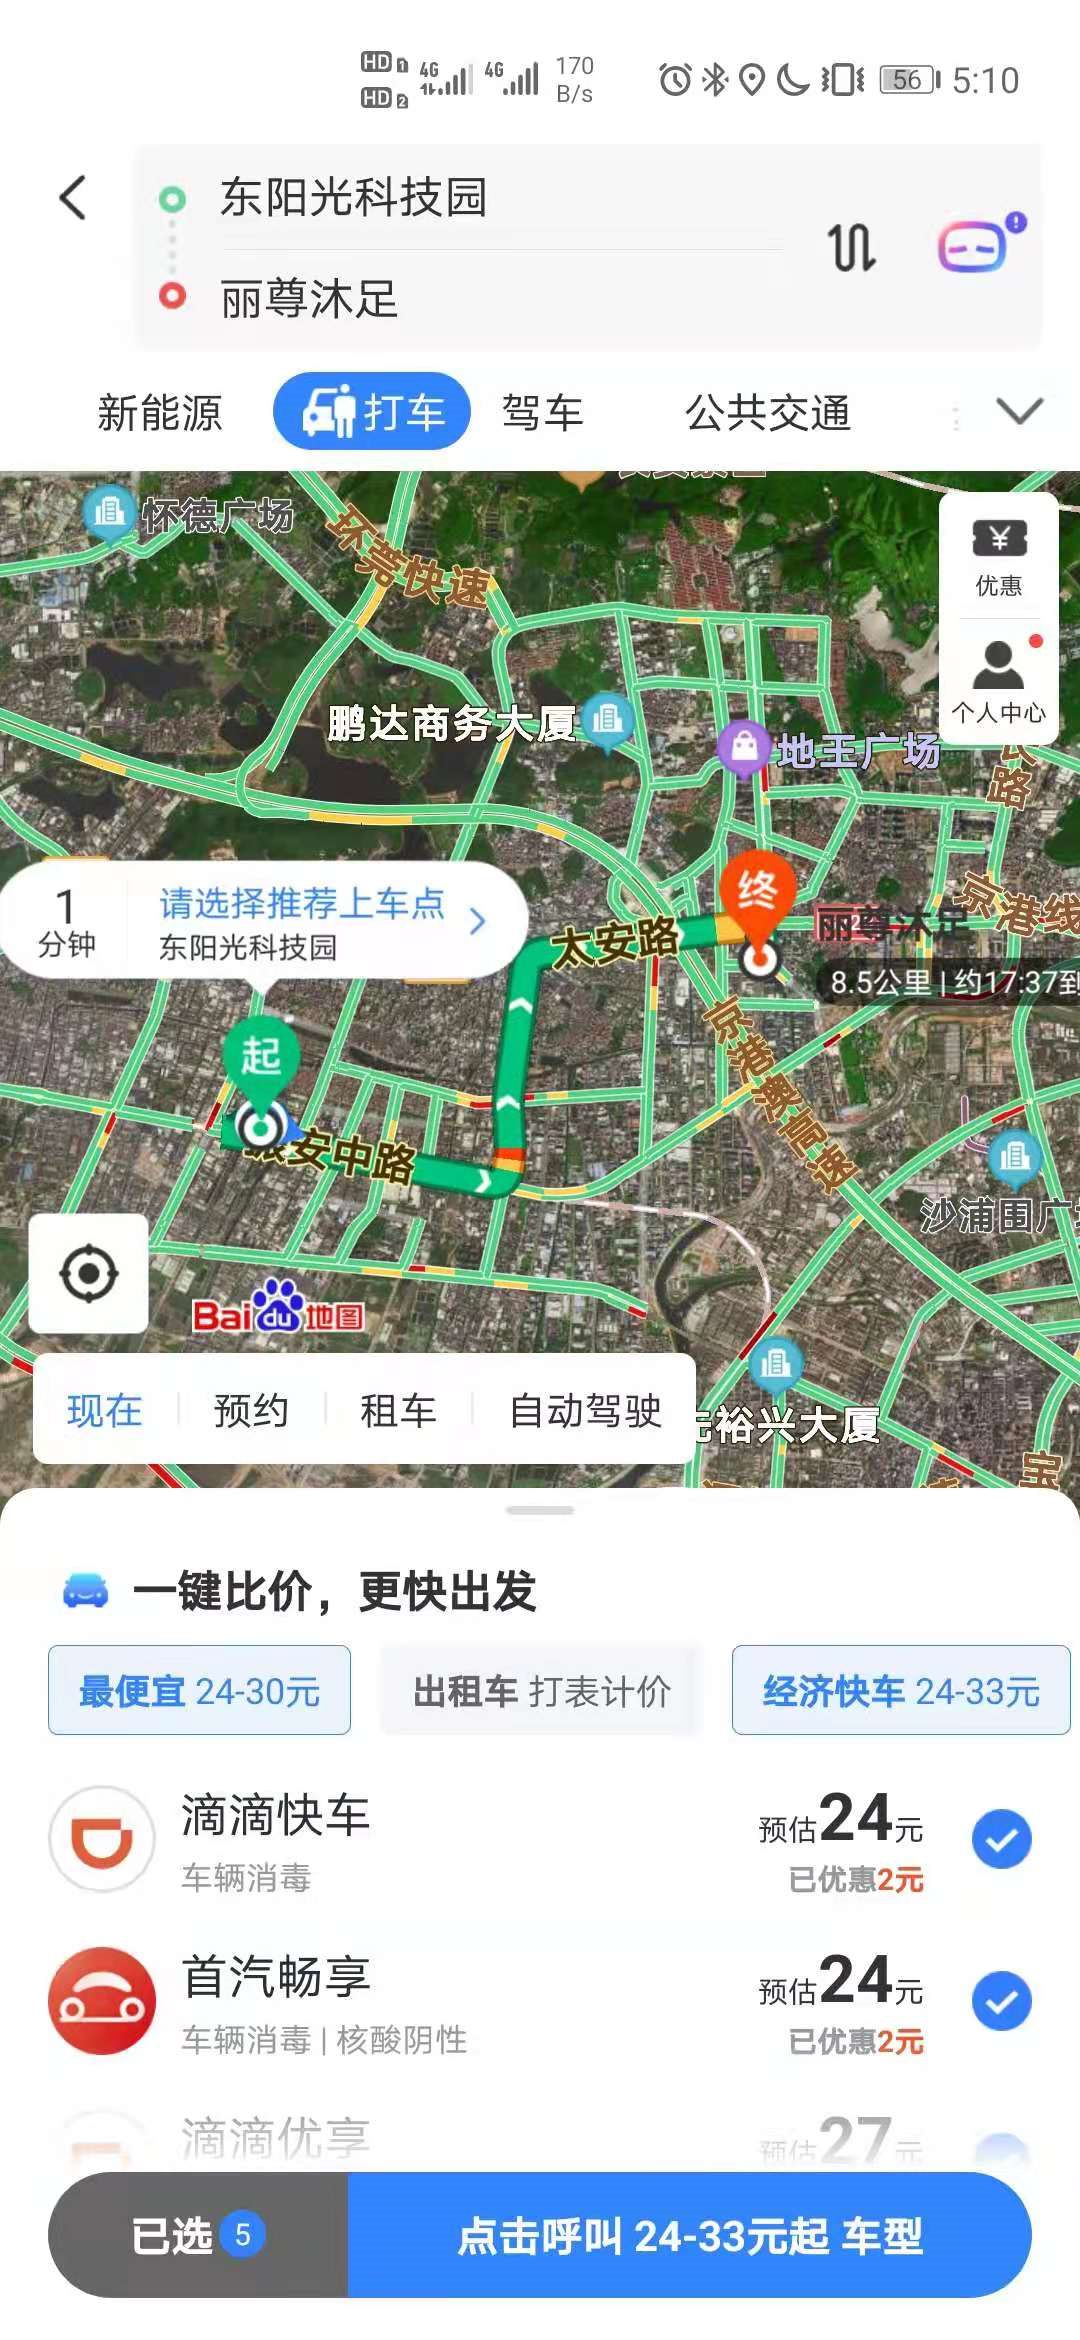 HD 1
HD 2
4G
4G
170
B/s
56
5:10
东阳光科技园
丽尊沐足
新能源
打车
驾车
公共交通
怀德广场
环莞快速
优惠
个人中心
鹏达商务大厦
地王广场
路
1
分钟
请选择推荐上车点
东阳光科技园
终
太安路
丽尊沐足
京港线
8.5公里 | 约17:37到
京港澳高速
起
安中路
沙浦围广
Baidu地图
现在
预约
租车
自动驾驶
裕兴大厦
宝
一键比价，更快出发
最便宜 24-30元
出租车 打表计价
经济快车 24-33元
滴滴快车
预估24元
车辆消毒
已优惠2元
首汽畅享
预估24元
车辆消毒 | 核酸阴性
已优惠2元
滴滴优享
预估27元
已选 5
点击呼叫 24-33元起 车型